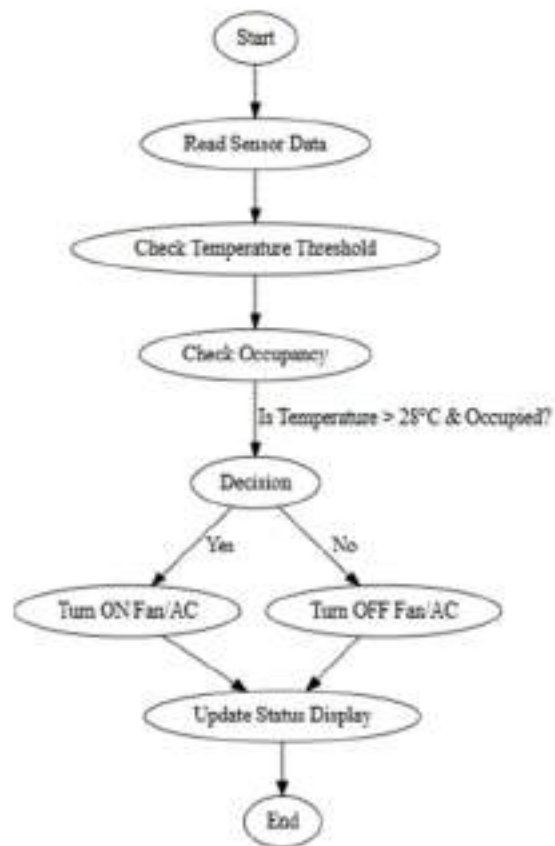 Start
Read Sensor Data
Check Temperature Threshold
Check Occupancy
Is Temperature > 28°C & Occupied?
Decision
Yes
No
Turn ON Fan/AC
Turn OFF Fan/AC
Update Status Display
End